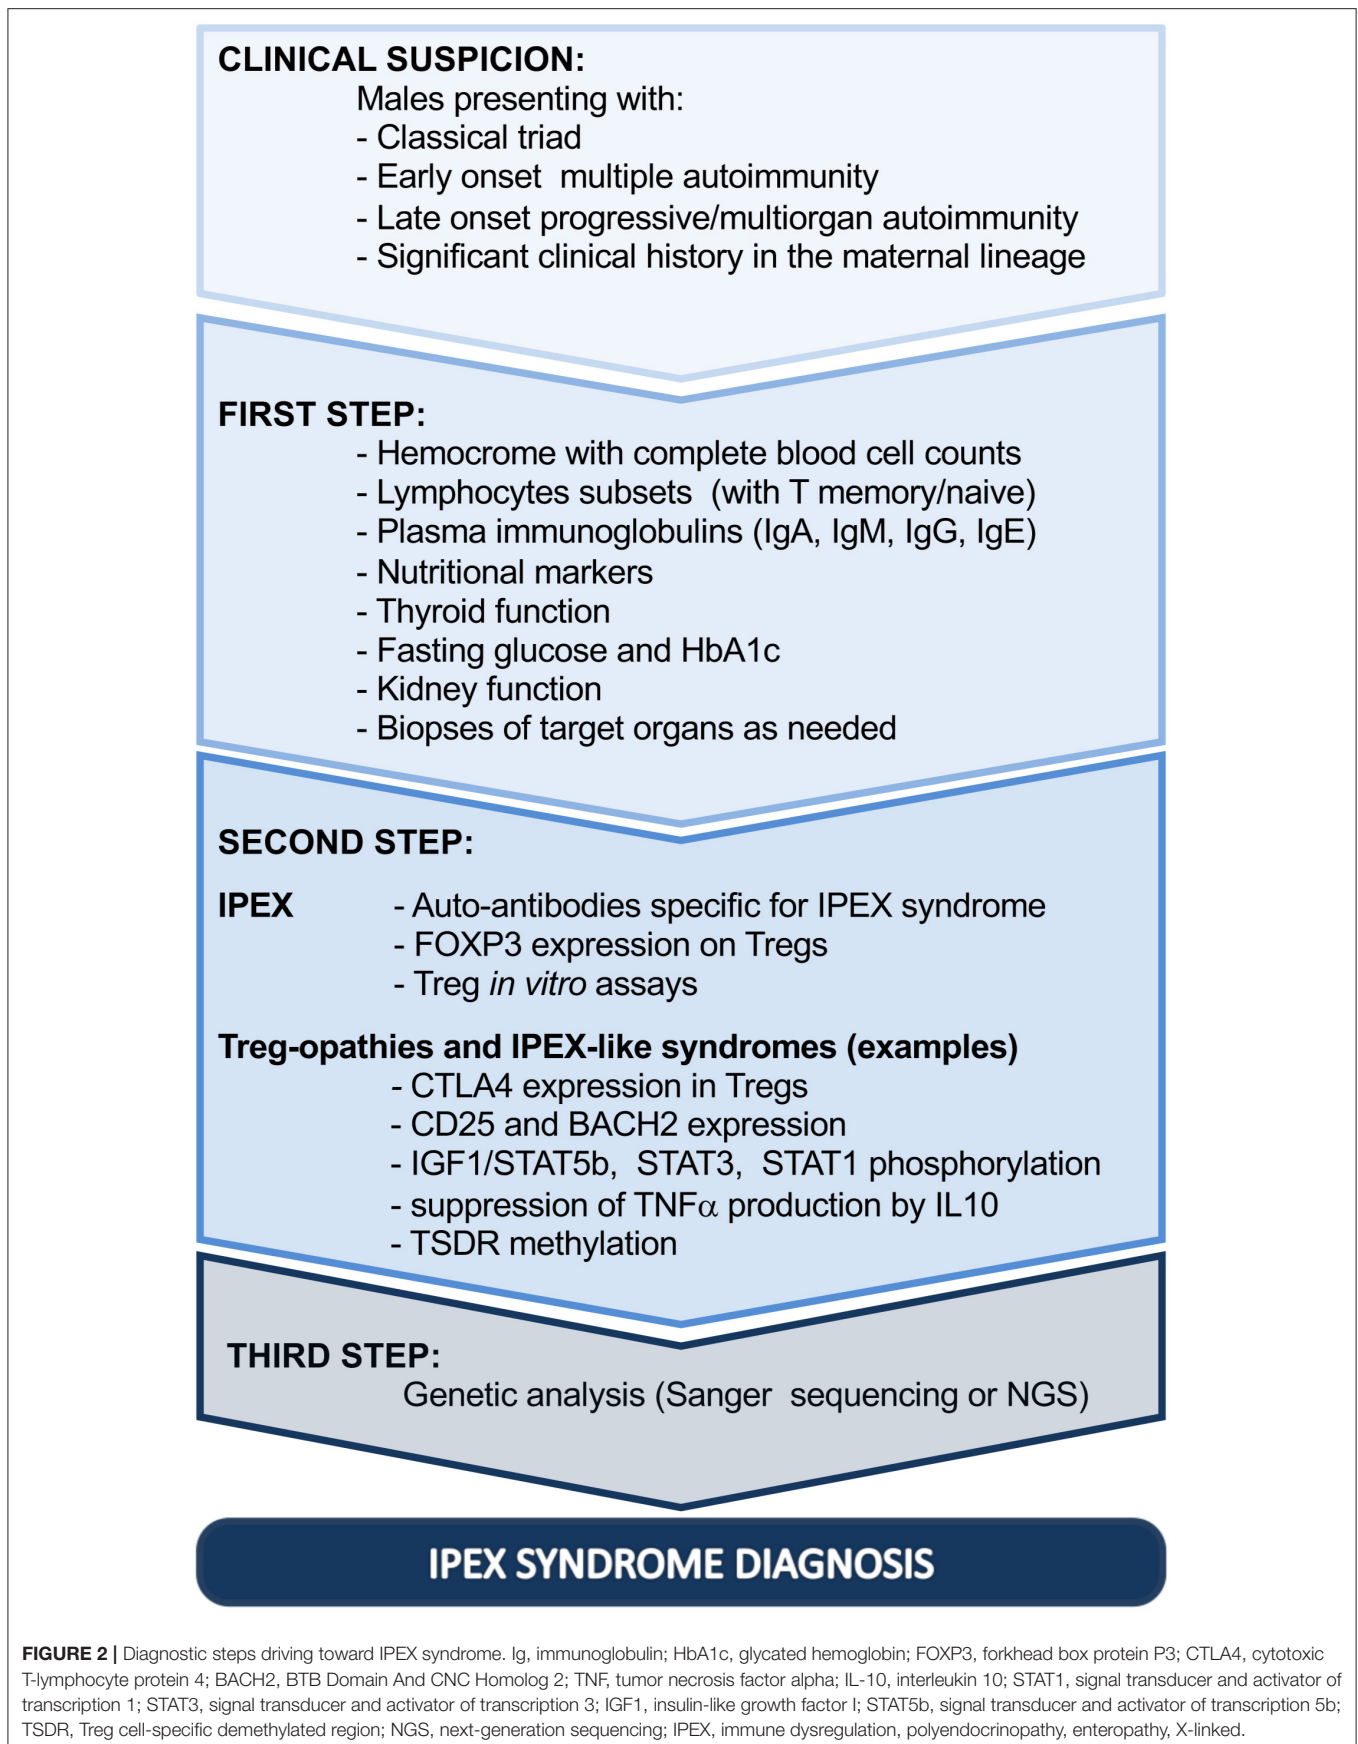 CLINICAL SUSPICION:
Males presenting with:
- Classical triad
- Early onset multiple autoimmunity
- Late onset progressive/multiorgan autoimmunity
- Significant clinical history in the maternal lineage
FIRST STEP:
- Hemocrome with complete blood cell counts
- Lymphocytes subsets (with T memory/naive)
- Plasma immunoglobulins (IgA, IgM, IgG, IgE)
- Nutritional markers
- Thyroid function
- Fasting glucose and HbA1c
- Kidney function
- Biopses of target organs as needed
SECOND STEP:
IPEX - Auto-antibodies specific for IPEX syndrome
- FOXP3 expression on Tregs
- Treg in vitro assays
Treg-opathies and IPEX-like syndromes (examples)
- CTLA4 expression in Tregs
- CD25 and BACH2 expression
- IGF1/STAT5b, STAT3, STAT1 phosphorylation
- suppression of TNFα production by IL10
- TSDR methylation
THIRD STEP:
Genetic analysis (Sanger sequencing or NGS)
IPEX SYNDROME DIAGNOSIS
FIGURE 2 | Diagnostic steps driving toward IPEX syndrome. Ig, immunoglobulin; HbA1c, glycated hemoglobin; FOXP3, forkhead box protein P3; CTLA4, cytotoxic
T-lymphocyte protein 4; BACH2, BTB Domain And CNC Homolog 2; TNF, tumor necrosis factor alpha; IL-10, interleukin 10; STAT1, signal transducer and activator of
transcription 1; STAT3, signal transducer and activator of transcription 3; IGF1, insulin-like growth factor I; STAT5b, signal transducer and activator of transcription 5b;
TSDR, Treg cell-specific demethylated region; NGS, next-generation sequencing; IPEX, immune dysregulation, polyendocrinopathy, enteropathy, X-linked.